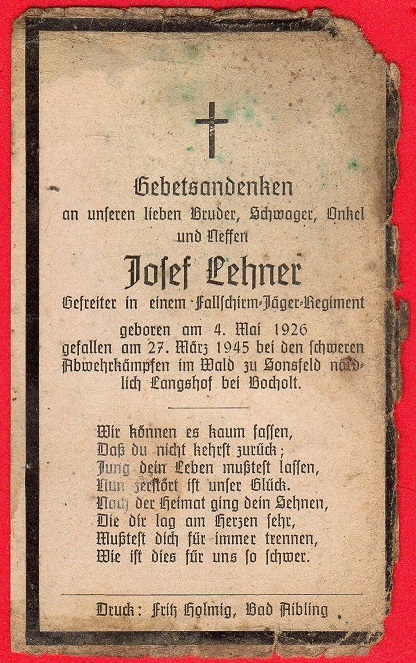 Gebetsandenken
an unseren lieben Bruder, Schwager, Onkel
und Neffen
Josef Lehner
Gefreiter in einem Fallschirm-Jäger-Regiment
geboren am 4. Mai 1926
gefallen am 27. März 1945 bei den schweren
Abwehrkämpfen im Wald zu Sonsfeld nörd-
lich Langshof bei Bocholt.
Wir können es kaum fassen,
Daß du nicht kehrst zurück;
Jung dein Leben mußtest lassen,
Nun zerstört ist unser Glück.
Nach der Heimat ging dein Sehnen,
Die dir lag am Herzen sehr,
Mußtest dich für immer trennen,
Wie ist dies für uns so schwer.
Druck: Fritz Holmig, Bad Aibling